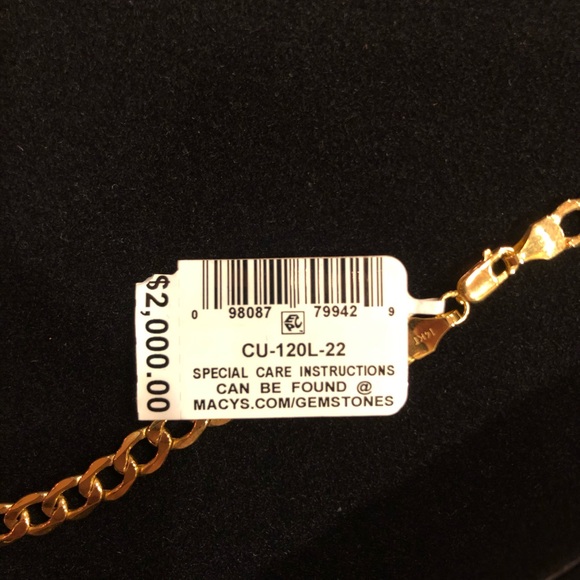 $2,000.00
0 98087 79942 9
CU-120L-22
SPECIAL CARE INSTRUCTIONS
CAN BE FOUND @
MACYS.COM/GEMSTONES
14KT